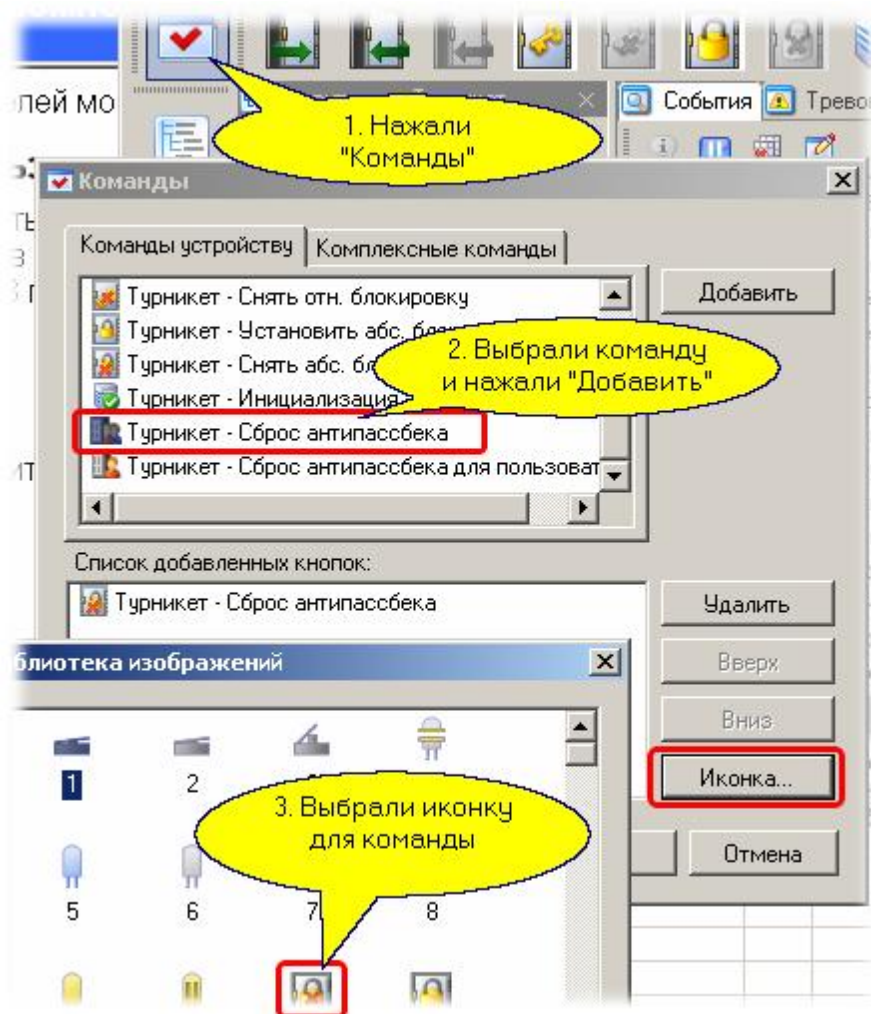 лей мо
1. Нажали
"Команды"
События
Команды
Команды устройству
Комплексные команды
Турникет - Снять отн. блокировку
Добавить
Турникет - Установить абс.
2. Выбрали команду
и нажали "Добавить"
Турникет - Снять абс.
Турникет - Инициализация
Турникет - Сброс антипассбека
Турникет - Сброс антипассбека для пользоват
Список добавленных кнопок:
Турникет - Сброс антипассбека
Удалить
блиотека изображений
Вверх
Вниз
1
2
Иконка...
3. Выбрали иконку
для команды
Отмена
5
6
7
8